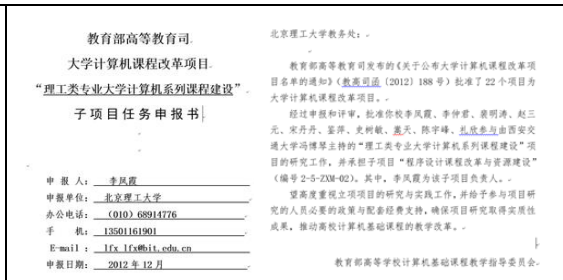 教育部高等教育司
大学计算机课程改革项目
“理工类专业大学计算机系列课程建设”
子项目任务申报书
申 报 人： 李凤霞
申报单位： 北京理工大学
办公电话： （010）68914776
手    机： 13501161901
E-mail ： lfx_lfx@bit.edu.cn
申报日期： 2012 年 12 月
北京理工大学教务处：
教育部高等教育司发布的《关于公布大学计算机课程改革项
目名单的通知》（教高司函〔2012〕188 号）批准了 22 个项目为
大学计算机课程改革项目。
经过申报和评审，批准你校李凤霞、李仲君、裴明涛、赵三
元、宋丹丹、鉴萍、史树敏、高天、陈宇峰、礼欣参与由西安交
通大学冯博琴主持的“理工类专业大学计算机系列课程建设”项
目的研究工作，并承担子项目“程序设计课程改革与资源建设”
（编号 2-5-ZXM-02）。其中，李凤霞为该子项目负责人。
望高度重视立项项目的研究与实践工作，并给予参与项目研
究的人员必要的政策与配套经费支持，确保项目研究取得实质性
成果，推动高校计算机基础课程的教学改革。
教育部高等学校计算机基础课程教学指导委员会